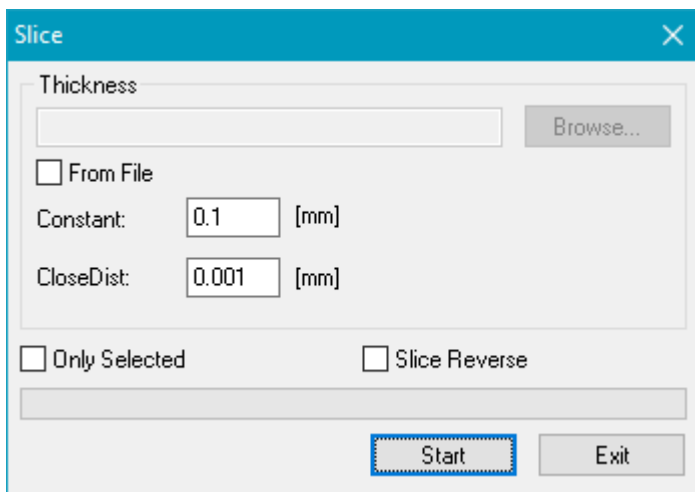 Slice
Thickness
Browse...
From File
Constant: 0.1 [mm]
CloseDist: 0.001 [mm]
Only Selected Slice Reverse
Start Exit